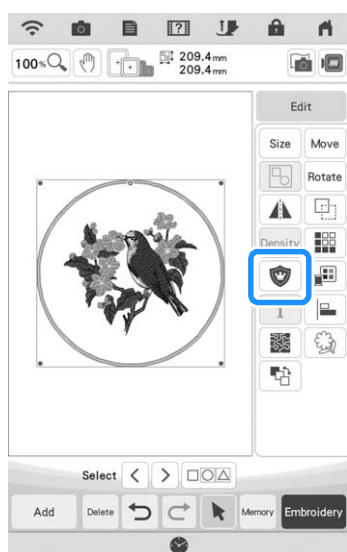 100%
209.4mm
209.4mm
Edit
Size Move
Rotate
Density
Select
Add Delete Memory Embroidery